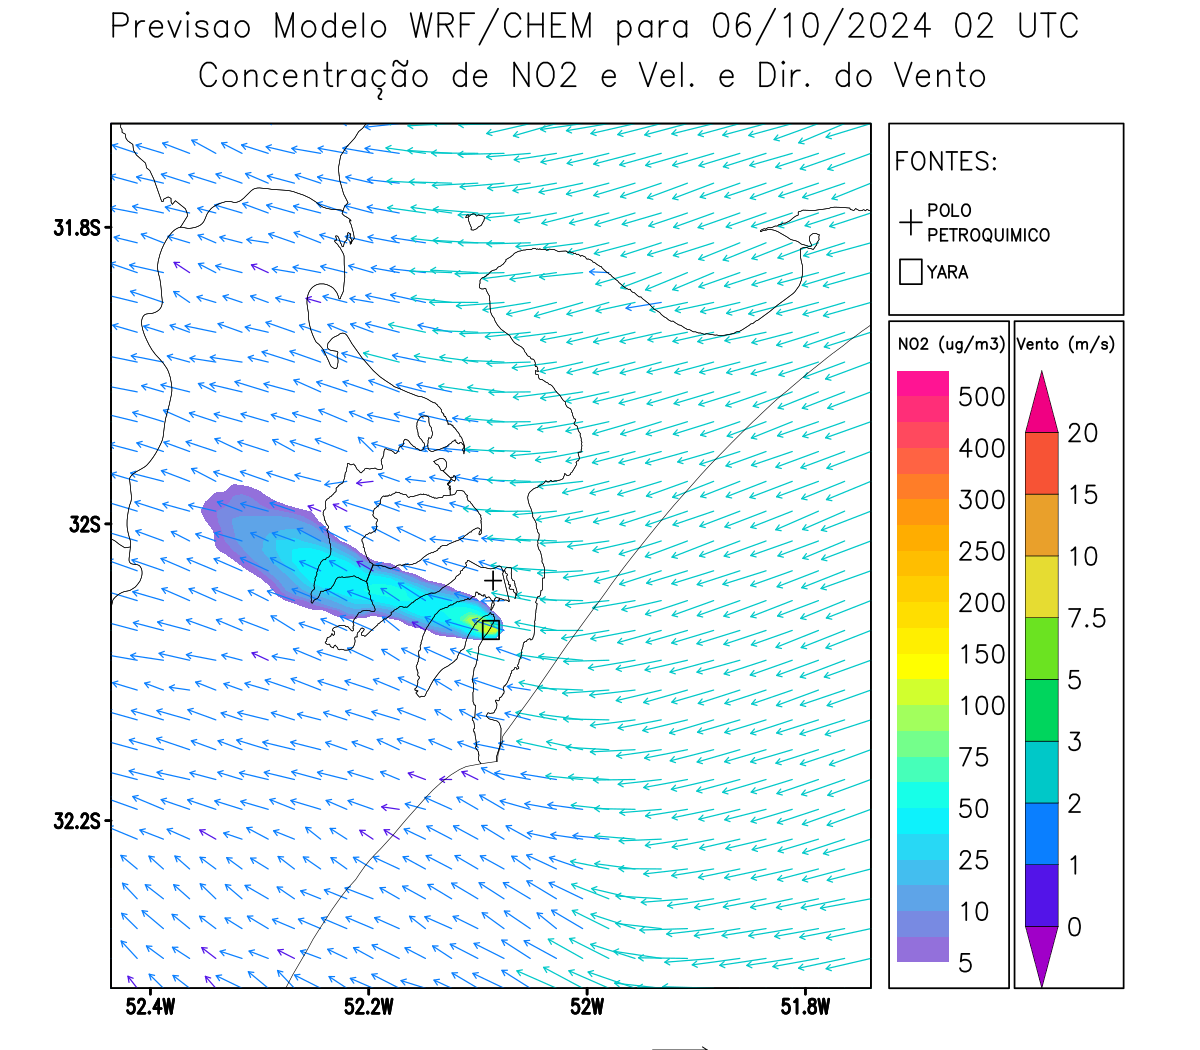 Previsao Modelo WRF/CHEM para 06/10/2024 02 UTC
Concentração de NO2 e Vel. e Dir. do Vento
FONTES:
POLO
PETROQUIMICO
YARA
NO2 (ug/m3)
Vento (m/s)
500
400
300
250
200
150
100
75
50
25
10
5
20
15
10
7.5
5
3
2
1
0
31.8S
32S
32.2S
52.4W
52.2W
52W
51.8W